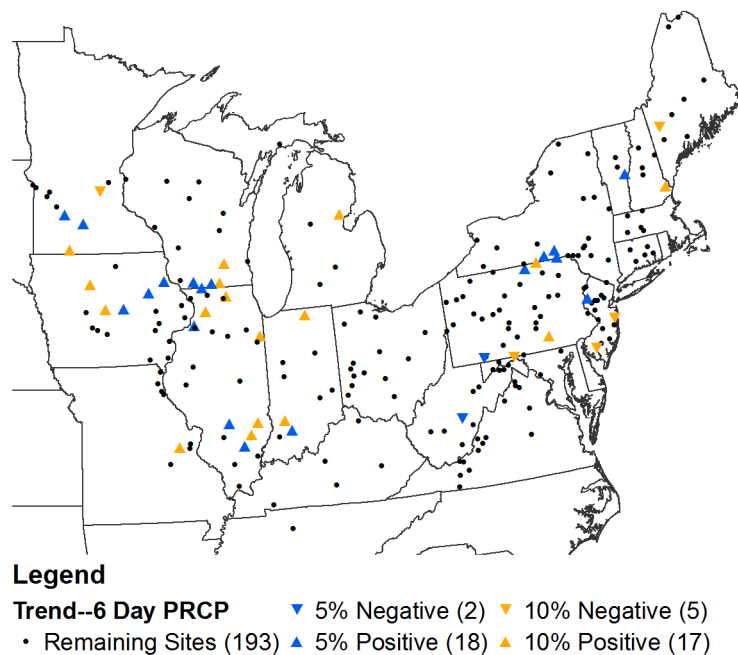 Legend
Trend--6 Day PRCP ▼ 5% Negative (2) ▼ 10% Negative (5)
• Remaining Sites (193) ▲ 5% Positive (18) ▲ 10% Positive (17)